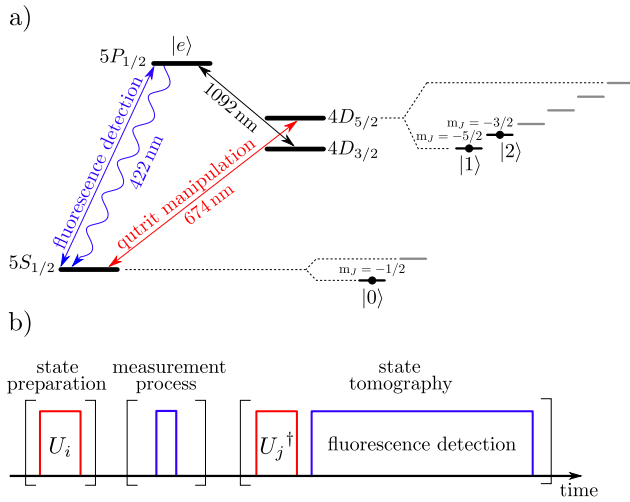 a)
|e⟩
5P1/2
1092 nm
fluorescence detection
422 nm
qutrit manipulation
674 nm
4D5/2
4D3/2
mJ = −3/2
mJ = −5/2
|1⟩
|2⟩
5S1/2
mJ = −1/2
|0⟩
b)
state
preparation
measurement
process
state
tomography
Ui
Uj†
fluorescence detection
time